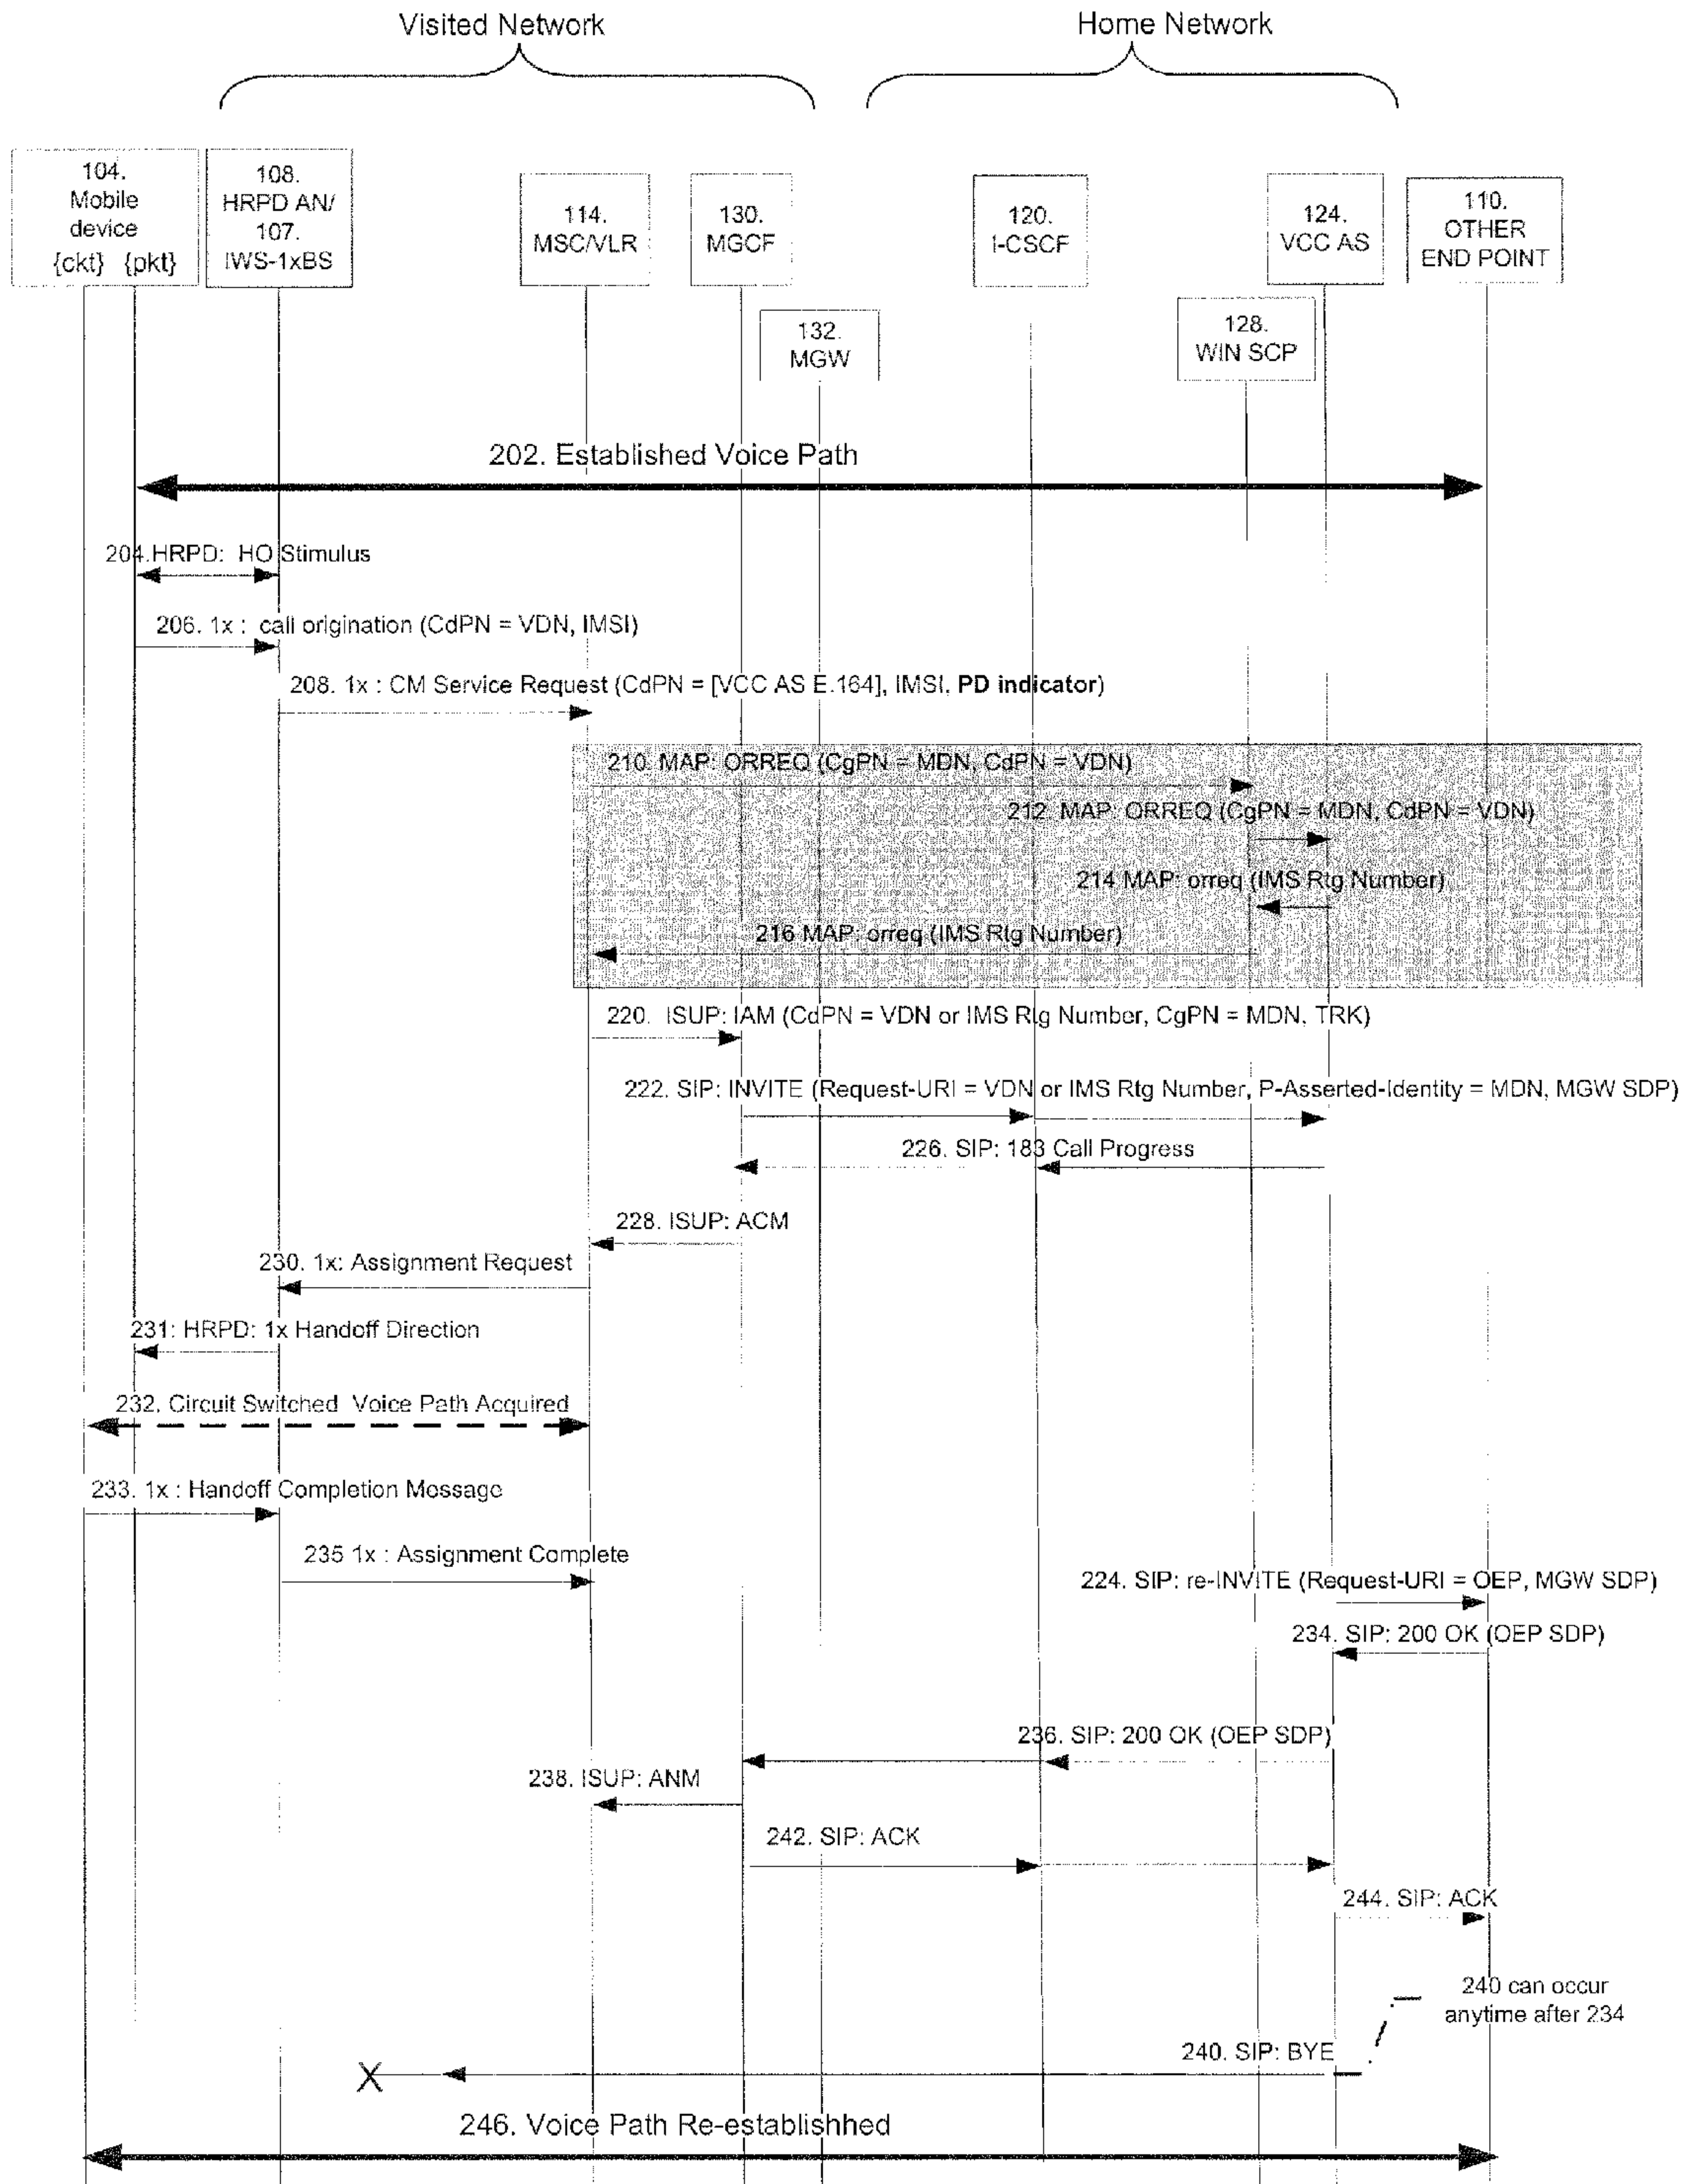 Visited Network
Home Network
104.
Mobile
device
{ckt} {pkt}
108.
HRPD AN/
107.
IWS-1xBS
114.
MSC/VLR
130.
MGCF
120.
I-CSCF
124.
VCC AS
110.
OTHER
END POINT
132.
MGW
128.
WIN SCP
202. Established Voice Path
204.HRPD: HO Stimulus
206. 1x : call origination (CdPN = VDN, IMSI)
208. 1x : CM Service Request (CdPN = [VCC AS E.164], IMSI, PD indicator)
210. MAP: ORREQ (CgPN = MDN, CdPN = VDN)
212. MAP: ORREQ (CgPN = MDN, CdPN = VDN)
214 MAP: orreq (IMS Rtg Number)
216 MAP: orreq (IMS Rtg Number)
220. ISUP: IAM (CdPN = VDN or IMS Rtg Number, CgPN = MDN, TRK)
222. SIP: INVITE (Request-URI = VDN or IMS Rtg Number, P-Asserted-Identity = MDN, MGW SDP)
226. SIP: 183 Call Progress
228. ISUP: ACM
230. 1x: Assignment Request
231: HRPD: 1x Handoff Direction
232. Circuit Switched Voice Path Acquired
233. 1x : Handoff Completion Message
235 1x : Assignment Complete
224. SIP: re-INVITE (Request-URI = OEP, MGW SDP)
234. SIP: 200 OK (OEP SDP)
236. SIP: 200 OK (OEP SDP)
238. ISUP: ANM
242. SIP: ACK
244. SIP: ACK
240 can occur
anytime after 234
240. SIP: BYE
X
246. Voice Path Re-establishhed